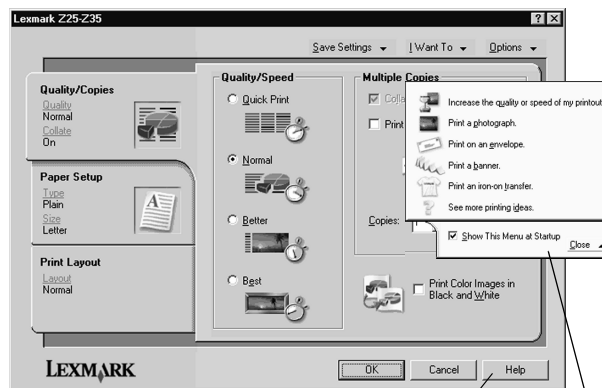 Lexmark Z25-Z35
Save Settings
I Want To
Options
Quality/Copies
Quality
Normal
Collate
On
Paper Setup
Type
Plain
Size
Letter
Print Layout
Layout
Normal
Quality/Speed
Quick Print
Normal
Better
Best
Multiple Copies
Print
Copies:
Increase the quality or speed of my printout
Print a photograph.
Print on an envelope.
Print a banner.
Print an iron-on transfer.
See more printing ideas.
Show This Menu at Startup
Close
Print Color Images in
Black and White
LEXMARK
OK
Cancel
Help